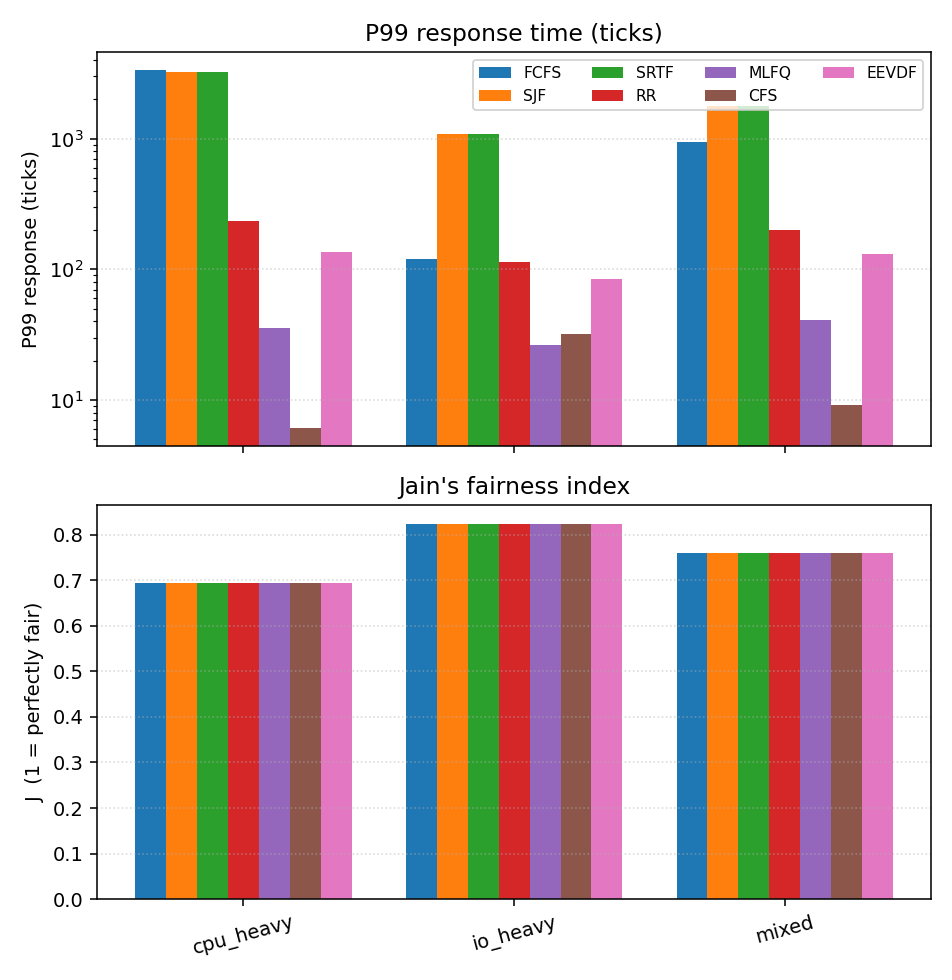 P99 response time (ticks)
FCFS SRTF MLFQ EEVDF
SJF RR CFS
P99 response (ticks)
10³
10²
10¹
Jain's fairness index
J (1 = perfectly fair)
0.8
0.7
0.6
0.5
0.4
0.3
0.2
0.1
0.0
cpu_heavy io_heavy mixed